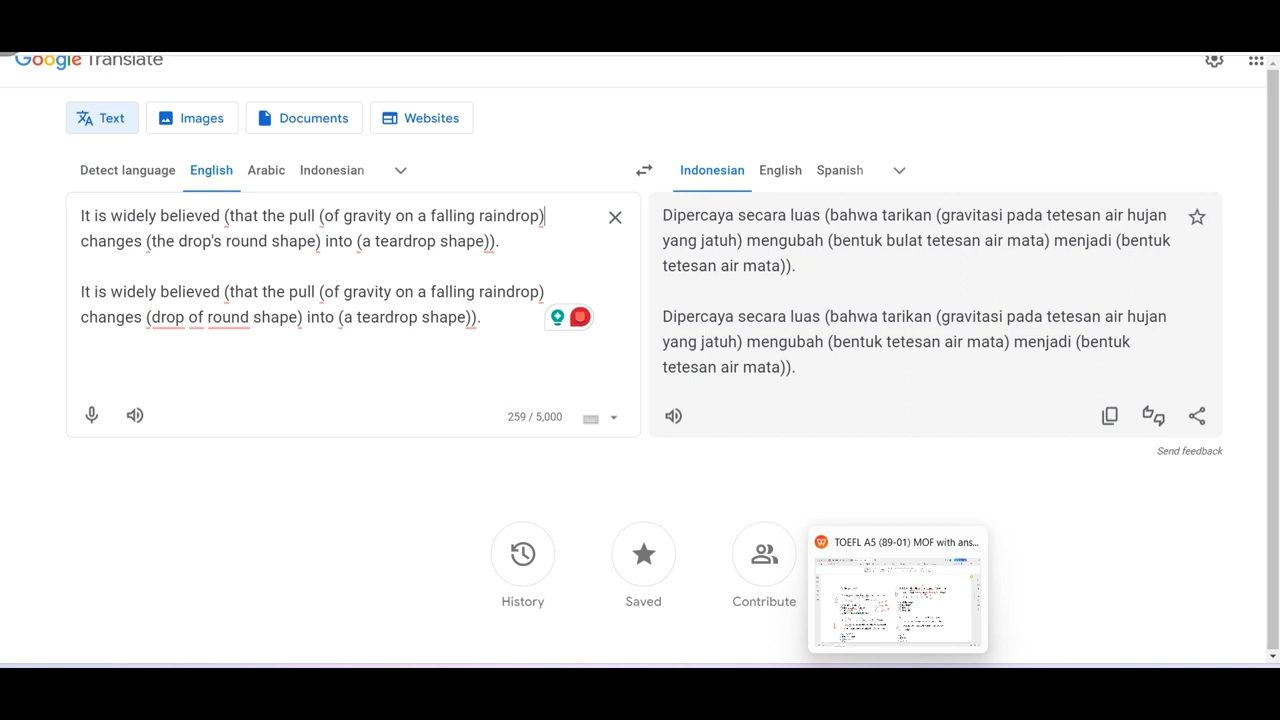 Google Translate
Text Images Documents Websites
Detect language English Arabic Indonesian Indonesian English Spanish
It is widely believed (that the pull (of gravity on a falling raindrop)
changes (the drop's round shape) into (a teardrop shape)).
It is widely believed (that the pull (of gravity on a falling raindrop)
changes (drop of round shape) into (a teardrop shape)).
259 / 5,000
Dipercaya secara luas (bahwa tarikan (gravitasi pada tetesan air hujan
yang jatuh) mengubah (bentuk bulat tetesan air mata) menjadi (bentuk
tetesan air mata)).
Dipercaya secara luas (bahwa tarikan (gravitasi pada tetesan air hujan
yang jatuh) mengubah (bentuk tetesan air mata) menjadi (bentuk
tetesan air mata)).
Send feedback
History Saved Contribute
TOEFL A5 (89-01) MOF with ans...